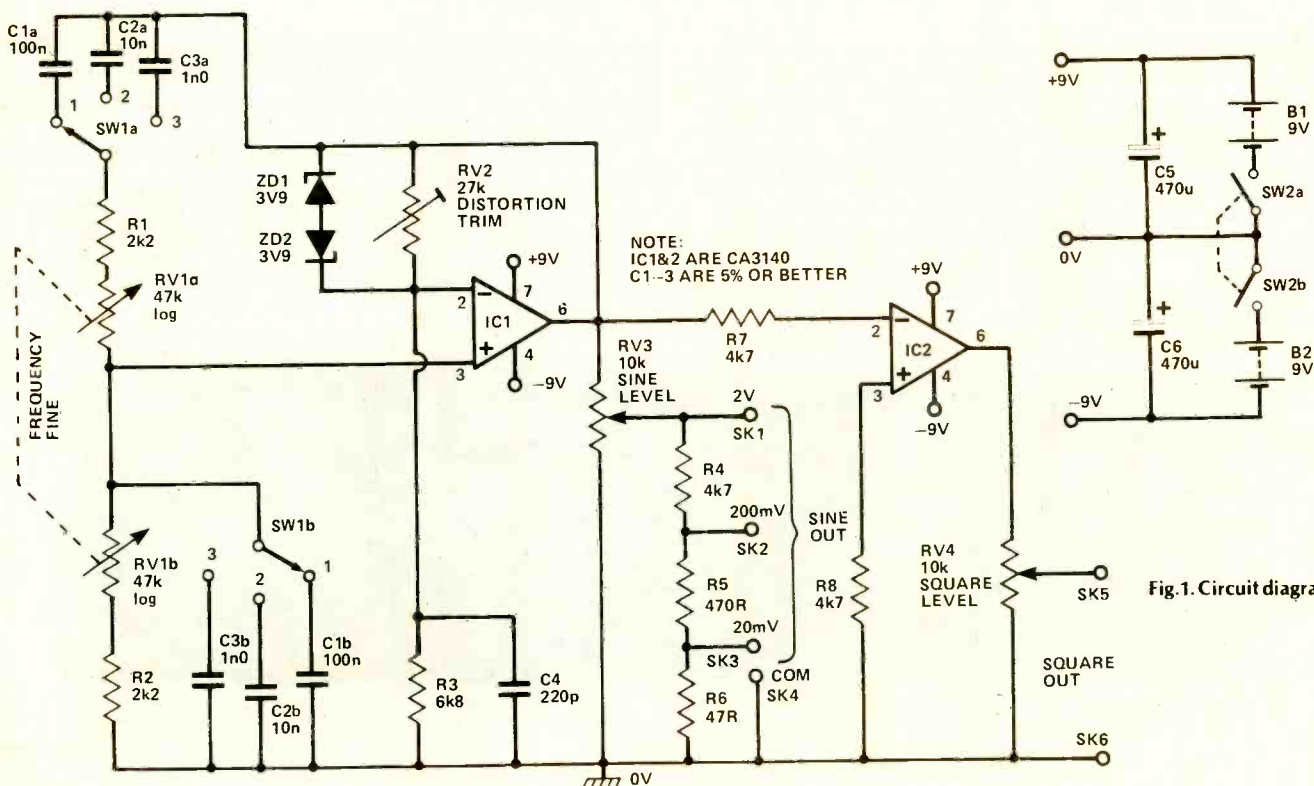 C1a
100n
C2a
10n
C3a
1n0
1
2
3
SW1a
R1
2k2
RV1a
47k
log
FREQUENCY
FINE
RV1b
47k
log
R2
2k2
SW1b
3
2
1
C3b
1n0
C2b
10n
C1b
100n
ZD1
3V9
ZD2
3V9
RV2
27k
DISTORTION
TRIM
+9V
2
7
IC1
6
3
4
-9V
R3
6k8
C4
220p
NOTE:
IC1&2 ARE CA3140
C1--3 ARE 5% OR BETTER
RV3
10k
SINE
LEVEL
R7
4k7
2V
SK1
R4
4k7
200mV
SK2
R5
470R
20mV
SK3
COM
SK4
R6
47R
SINE
OUT
0V
+9V
2
7
IC2
6
3
4
-9V
R8
4k7
RV4
10k
SQUARE
LEVEL
SK5
SQUARE
OUT
SK6
+9V
0V
-9V
+
C5
470u
+
C6
470u
B1
9V
SW2a
SW2b
B2
9V
Fig.1. Circuit diagra